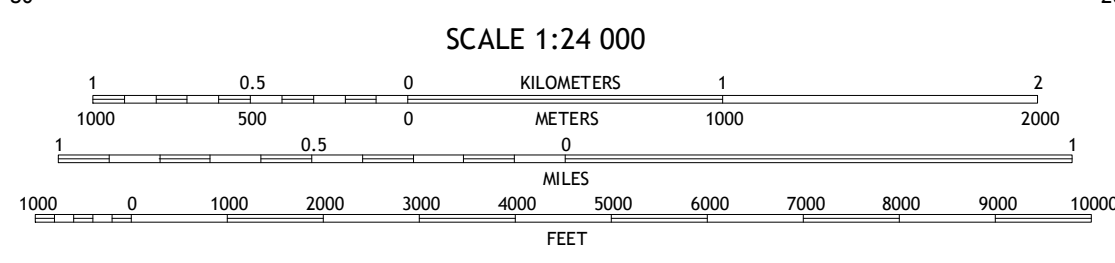 SCALE 1:24 000
1 0.5 0 KILOMETERS 1 2
1000 500 0 METERS 1000 2000
1 0.5 0 1
MILES
1000 0 1000 2000 3000 4000 5000 6000 7000 8000 9000 10000
FEET